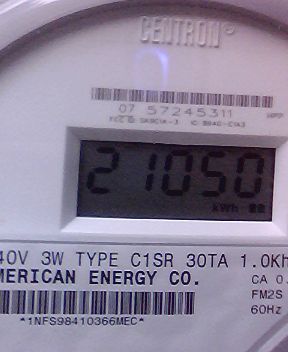 CENTRON®
07 57245311
21050
kWh
40V 3W TYPE C1SR 30TA 1.0Kh
MERICAN ENERGY CO.
CA 0.
FM2S
60Hz
*1NFS98410366MEC*